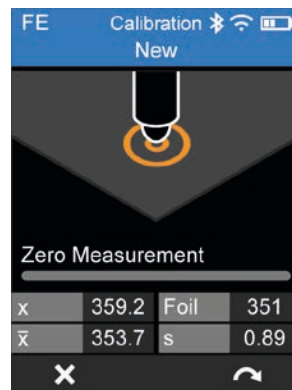 FE Calibration
New
Zero Measurement
x 359.2 Foil 351
x̅ 353.7 s 0.89